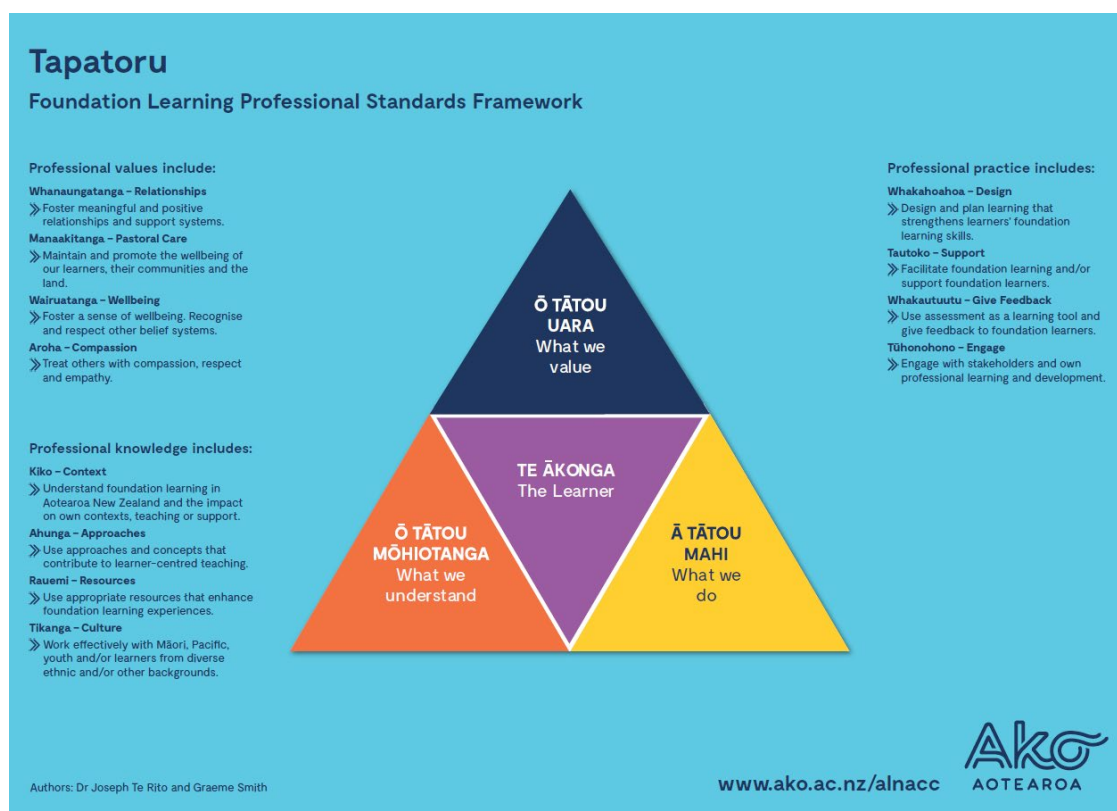 Tapatoru
Foundation Learning Professional Standards Framework
Professional values include:
Whanaungatanga – Relationships
Foster meaningful and positive
relationships and support systems.
Manaakitanga – Pastoral Care
Maintain and promote the wellbeing of
our learners, their communities and the
land.
Wairuatanga – Wellbeing
Foster a sense of wellbeing. Recognise
and respect other belief systems.
Aroha – Compassion
Treat others with compassion, respect
and empathy.
Professional knowledge includes:
Kiko – Context
Understand foundation learning in
Aotearoa New Zealand and the impact
on own contexts, teaching or support.
Ahunga – Approaches
Use approaches and concepts that
contribute to learner-centred teaching.
Rauemi – Resources
Use appropriate resources that enhance
foundation learning experiences.
Tikanga – Culture
Work effectively with Māori, Pacific,
youth and/or learners from diverse
ethnic and/or other backgrounds.
Ō TĀTOU
UARA
What we
value
TE ĀKONGA
The Learner
Ō TĀTOU
MŌHIOTANGA
What we
understand
Ā TĀTOU
MAHI
What we
do
Professional practice includes:
Whakahoahoa – Design
Design and plan learning that
strengthens learners' foundation
learning skills.
Tautoko – Support
Facilitate foundation learning and/or
support foundation learners.
Whakautuutu – Give Feedback
Use assessment as a learning tool and
give feedback to foundation learners.
Tūhonohono – Engage
Engage with stakeholders and own
professional learning and development.
Authors: Dr Joseph Te Rito and Graeme Smith
www.ako.ac.nz/alnacc
Ako
AOTEAROA